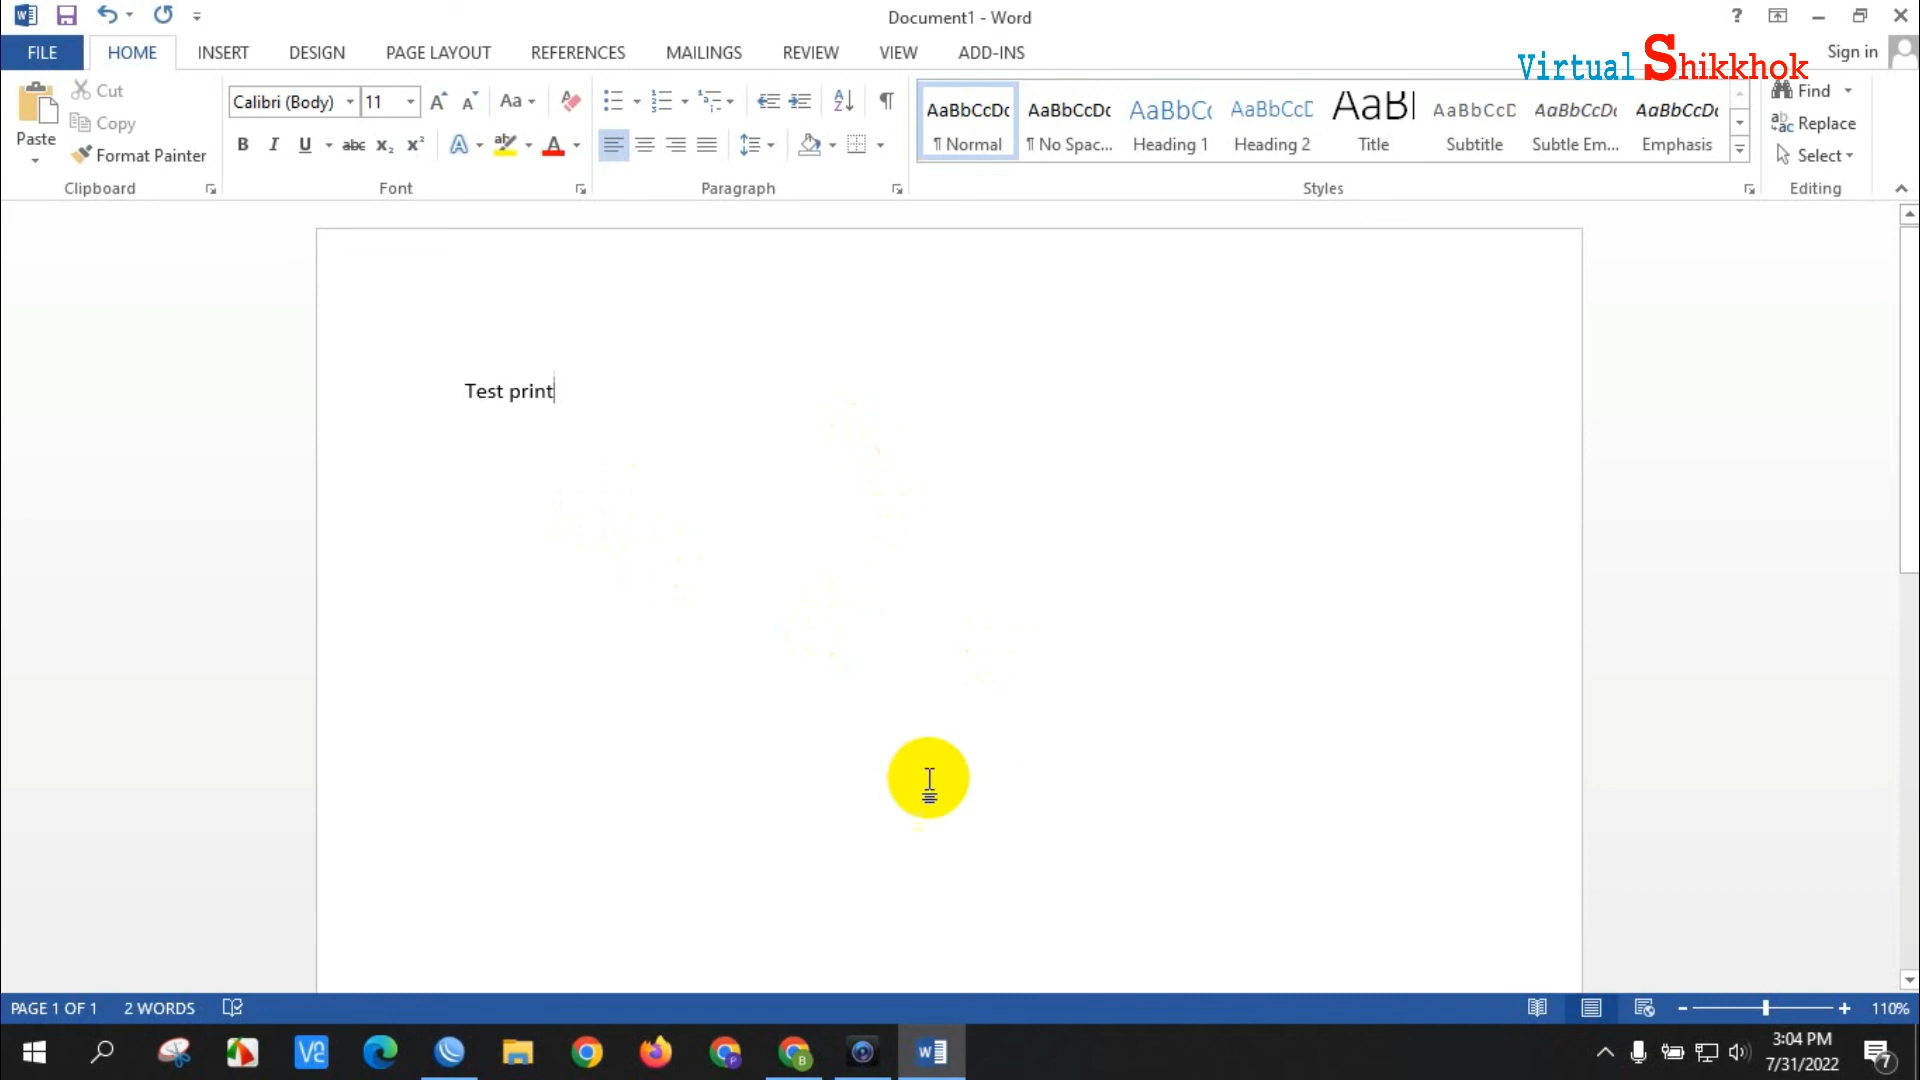 Document1 - Word
FILE HOME INSERT DESIGN PAGE LAYOUT REFERENCES MAILINGS REVIEW VIEW ADD-INS Sign in
Virtual Shikkhok
Paste
Cut
Copy
Format Painter
Clipboard
Calibri (Body) 11
Font
Paragraph
AaBbCcDc AaBbCcDc AaBbC( AaBbCcD AaBl AaBbCcD AaBbCcDc AaBbCcDc
¶ Normal ¶ No Spac... Heading 1 Heading 2 Title Subtitle Subtle Em... Emphasis
Styles
Find
Replace
Select
Editing
Test print
PAGE 1 OF 1 2 WORDS 110%
3:04 PM
7/31/2022
7